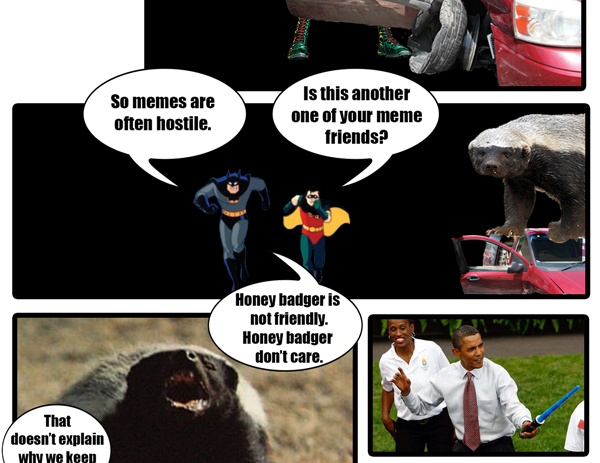 So memes are
often hostile.
Is this another
one of your meme
friends?
Honey badger is
not friendly.
Honey badger
don't care.
That
doesn't explain
why we keep